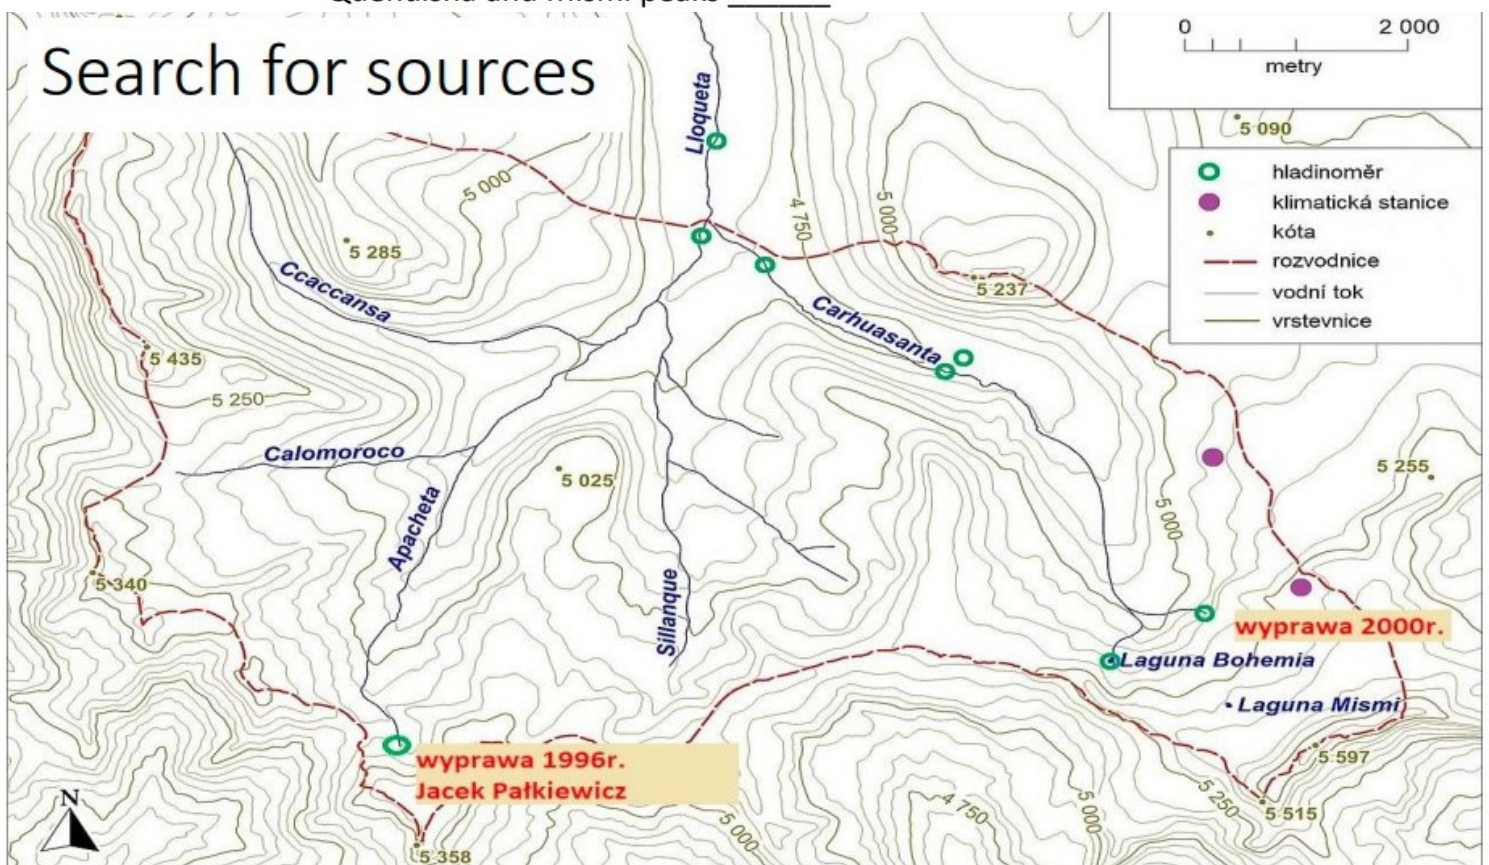 Search for sources
0 2 000
metry
5 090
hladinoměr
klimatická stanice
kóta
rozvodnice
vodní tok
vrstevnice
Lloqueta
5 000
4 750
5 000
5 285
Ccaccansa
5 237
Carhuasanta
5 435
5 250
Calomoroco
5 025
5 255
Apacheta
5 000
5 340
Sillanque
wyprawa 2000r.
Laguna Bohemia
Laguna Mismi
wyprawa 1996r.
Jacek Pałkiewicz
5 597
N
4 750
5 000
5 250
5 515
5 000
5 358